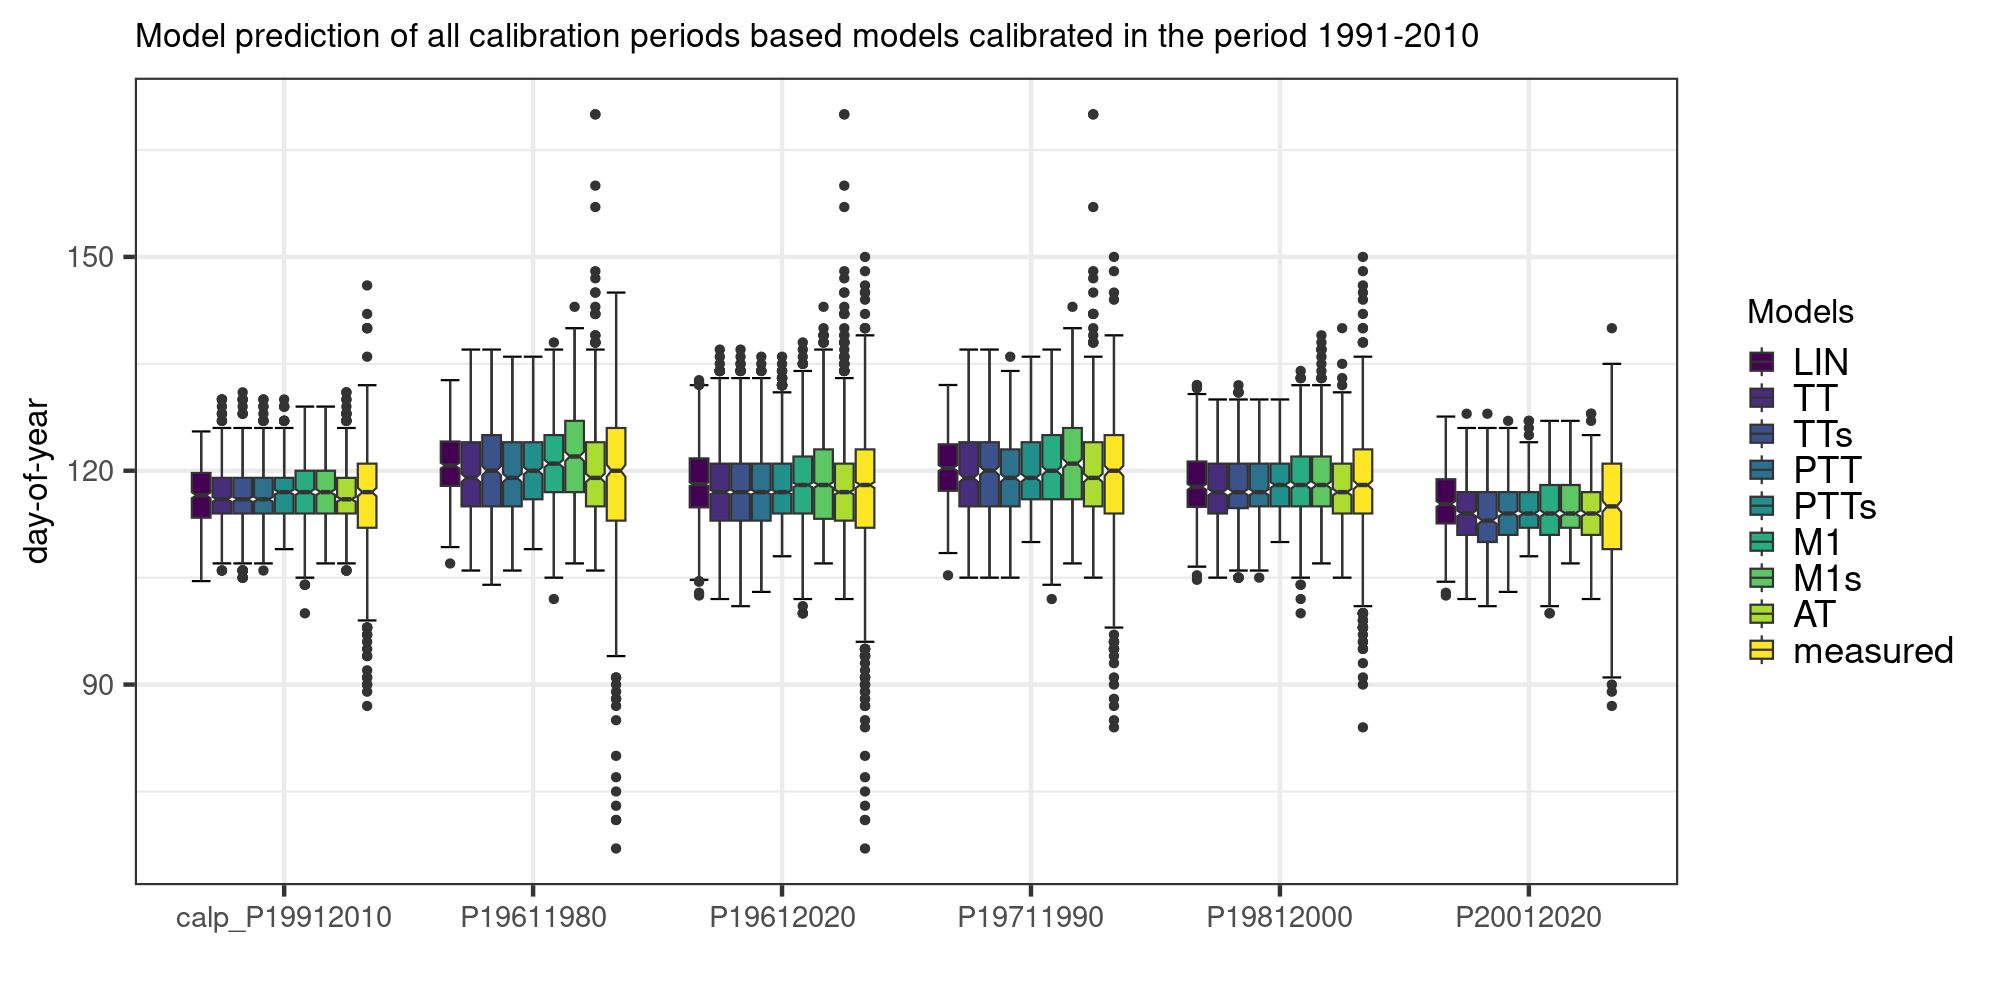 Model prediction of all calibration periods based models calibrated in the period 1991-2010
day-of-year
150
120
90
calp_P19912010
P19611980
P19612020
P19711990
P19812000
P20012020
Models
LIN
TT
TTs
PTT
PTTs
M1
M1s
AT
measured